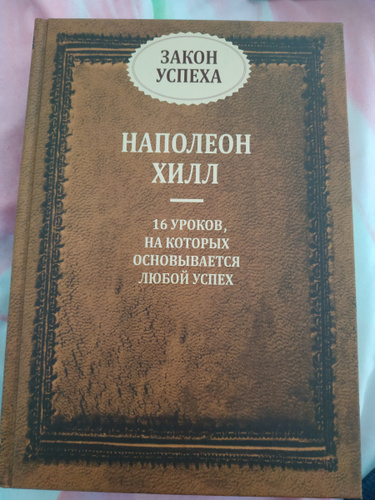 ЗАКОН
УСПЕХА
НАПОЛЕОН
ХИЛЛ
16 УРОКОВ,
НА КОТОРЫХ
ОСНОВЫВАЕТСЯ
ЛЮБОЙ УСПЕХ